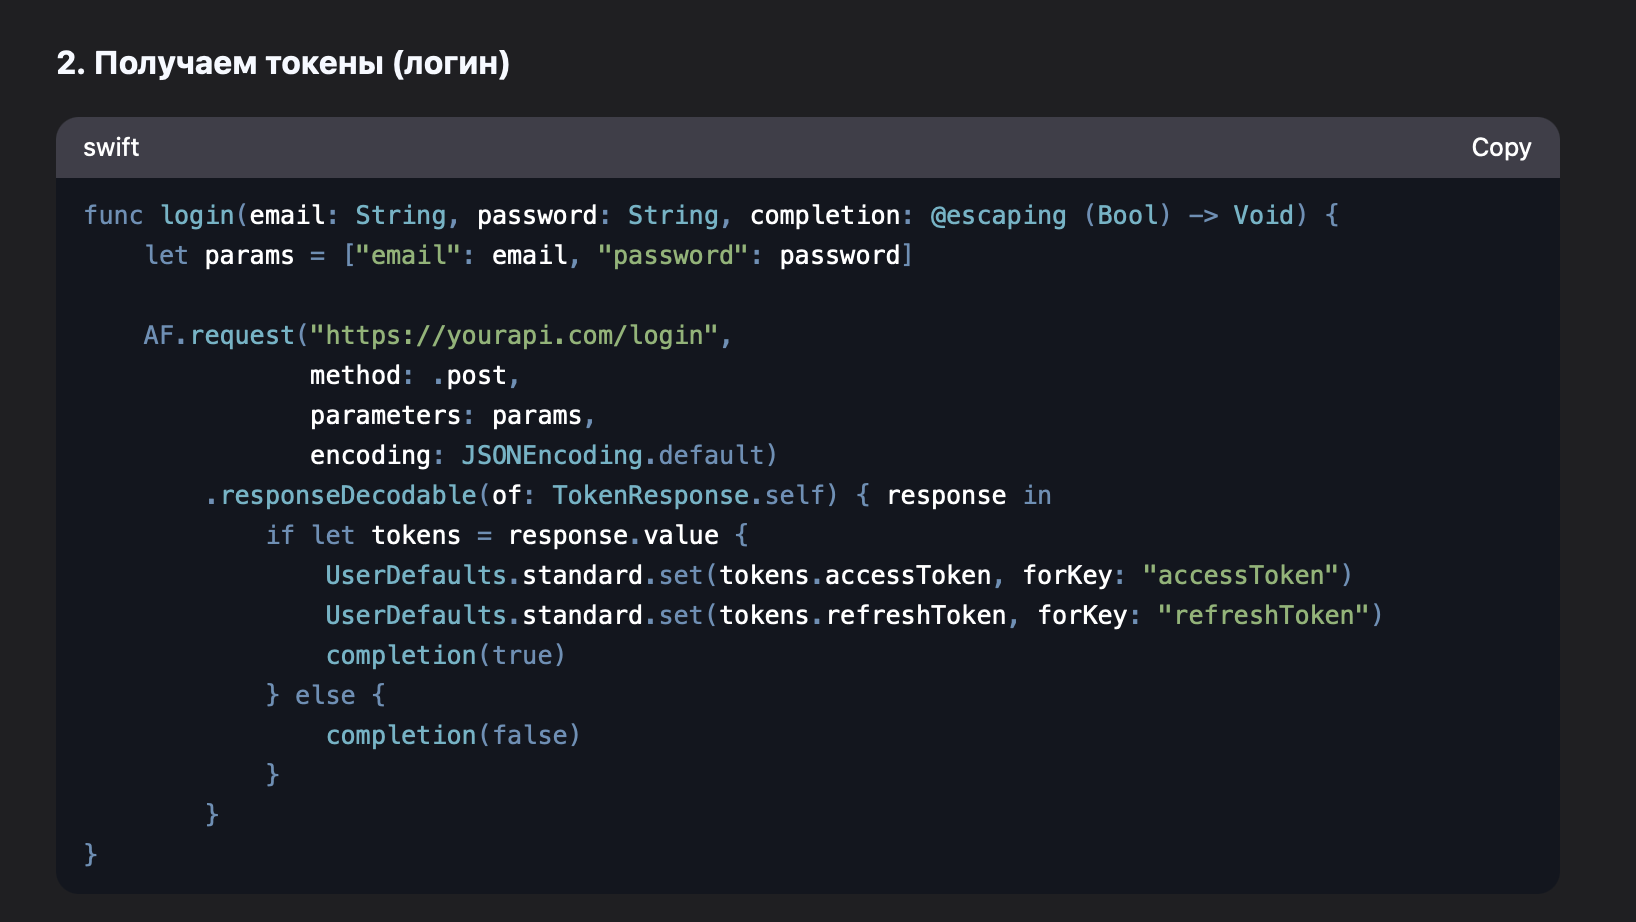 2. Получаем токены (логин)
swift
Copy
func login(email: String, password: String, completion: @escaping (Bool) -> Void) {
    let params = ["email": email, "password": password]
    AF.request("https://yourapi.com/login",
               method: .post,
               parameters: params,
               encoding: JSONEncoding.default)
        .responseDecodable(of: TokenResponse.self) { response in
            if let tokens = response.value {
                UserDefaults.standard.set(tokens.accessToken, forKey: "accessToken")
                UserDefaults.standard.set(tokens.refreshToken, forKey: "refreshToken")
                completion(true)
            } else {
                completion(false)
            }
        }
}